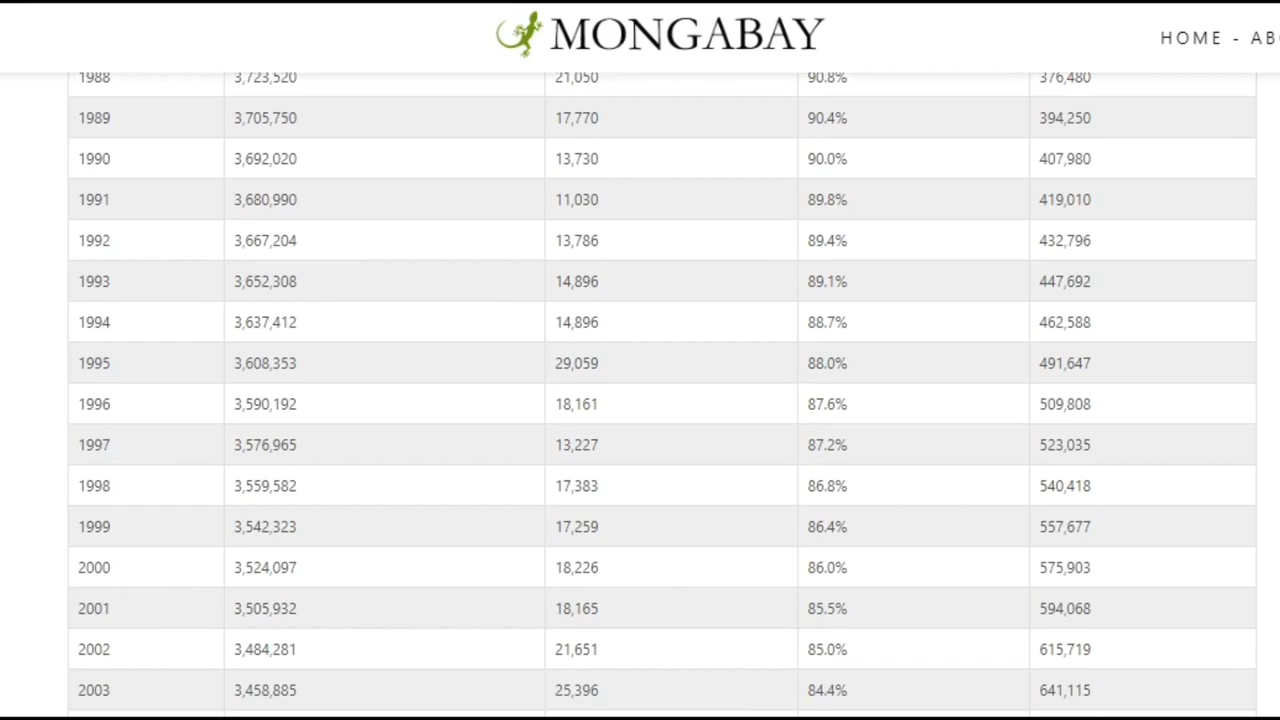 MONGABAY
HOME - AB
1988 3,723,520 21,050 90.8% 376,480
1989 3,705,750 17,770 90.4% 394,250
1990 3,692,020 13,730 90.0% 407,980
1991 3,680,990 11,030 89.8% 419,010
1992 3,667,204 13,786 89.4% 432,796
1993 3,652,308 14,896 89.1% 447,692
1994 3,637,412 14,896 88.7% 462,588
1995 3,608,353 29,059 88.0% 491,647
1996 3,590,192 18,161 87.6% 509,808
1997 3,576,965 13,227 87.2% 523,035
1998 3,559,582 17,383 86.8% 540,418
1999 3,542,323 17,259 86.4% 557,677
2000 3,524,097 18,226 86.0% 575,903
2001 3,505,932 18,165 85.5% 594,068
2002 3,484,281 21,651 85.0% 615,719
2003 3,458,885 25,396 84.4% 641,115